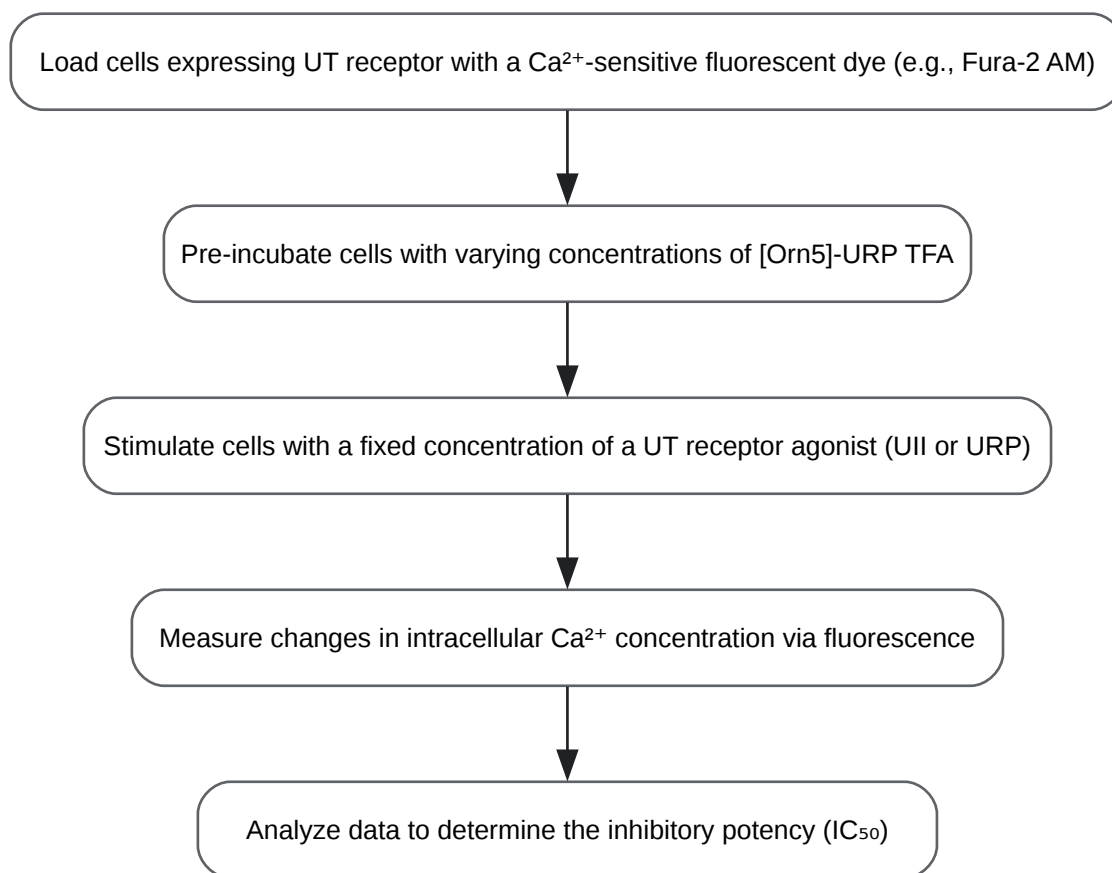 Load cells expressing UT receptor with a Ca²⁺-sensitive fluorescent dye (e.g., Fura-2 AM)
Pre-incubate cells with varying concentrations of [Orn5]-URP TFA
Stimulate cells with a fixed concentration of a UT receptor agonist (UII or URP)
Measure changes in intracellular Ca²⁺ concentration via fluorescence
Analyze data to determine the inhibitory potency (IC₅₀)